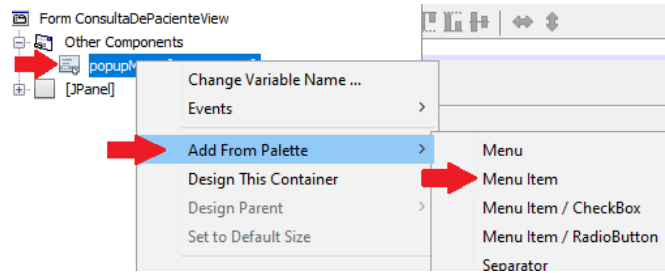 Form ConsultaDePacienteView
Other Components
popupM
[JPanel]
Change Variable Name ...
Events
Add From Palette
Design This Container
Design Parent
Set to Default Size
Menu
Menu Item
Menu Item / CheckBox
Menu Item / RadioButton
Separator